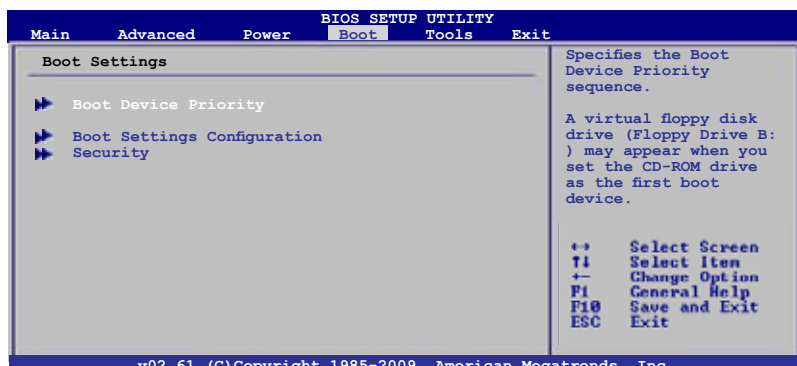 BIOS SETUP UTILITY
Main Advanced Power Boot Tools Exit
Boot Settings
Boot Device Priority
Boot Settings Configuration
Security
Specifies the Boot
Device Priority
sequence.
A virtual floppy disk
drive (Floppy Drive B:
) may appear when you
set the CD-ROM drive
as the first boot
device.
↔ Select Screen
↑↓ Select Item
+- Change Option
F1 General Help
F10 Save and Exit
ESC Exit
v02.61 (C)Copyright 1985-2009, American Megatrends, Inc.